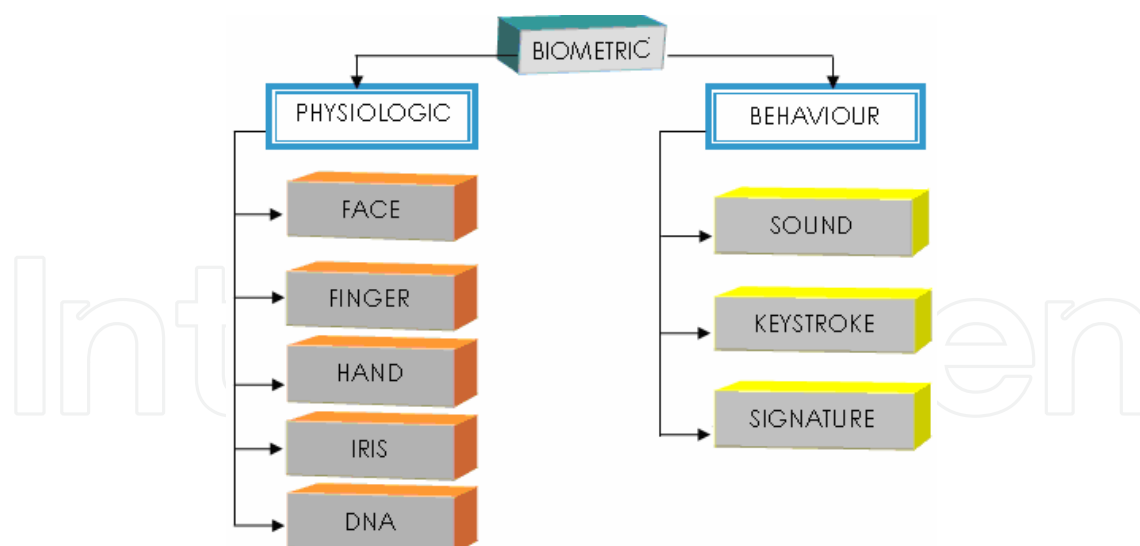 BIOMETRIC
PHYSIOLOGIC
BEHAVIOUR
FACE
FINGER
HAND
IRIS
DNA
SOUND
KEYSTROKE
SIGNATURE